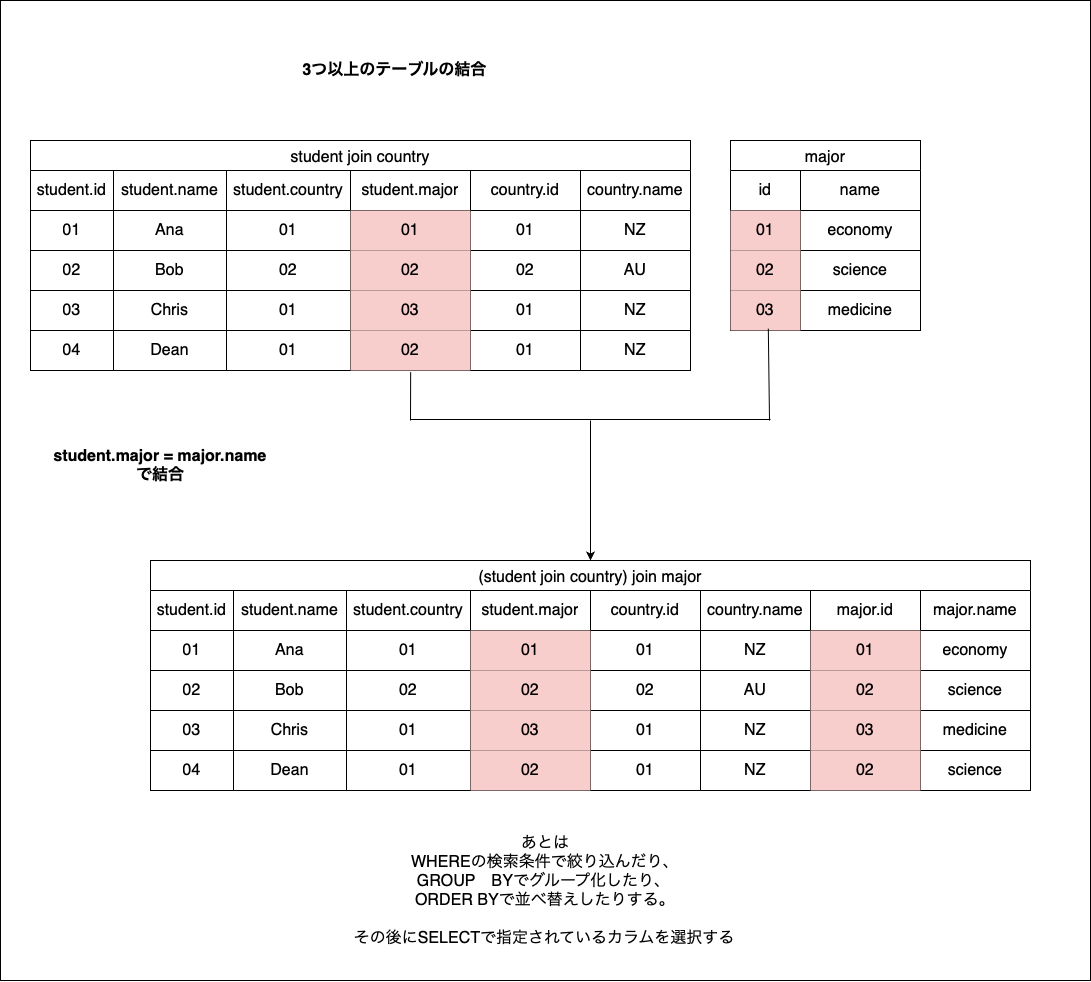 3つ以上のテーブルの結合
student join country
student.id student.name student.country student.major country.id country.name
01 Ana 01 01 01 NZ
02 Bob 02 02 02 AU
03 Chris 01 03 01 NZ
04 Dean 01 02 01 NZ
major
id name
01 economy
02 science
03 medicine
student.major = major.name
で結合
(student join country) join major
student.id student.name student.country student.major country.id country.name major.id major.name
01 Ana 01 01 01 NZ 01 economy
02 Bob 02 02 02 AU 02 science
03 Chris 01 03 01 NZ 03 medicine
04 Dean 01 02 01 NZ 02 science
あとは
WHEREの検索条件で絞り込んだり、
GROUP　BYでグループ化したり、
ORDER BYで並べ替えしたりする。
その後にSELECTで指定されているカラムを選択する